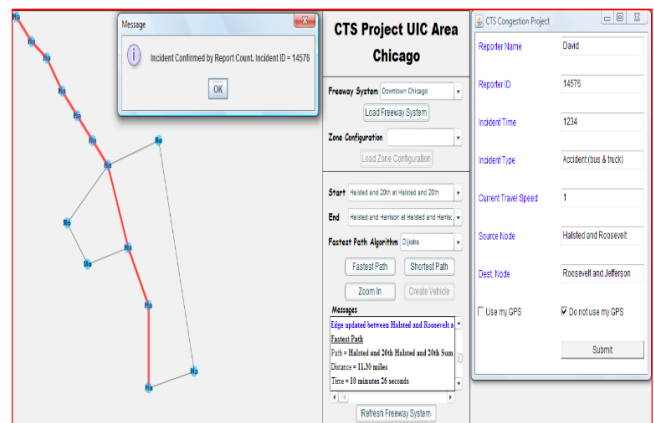 Message
Incident Confirmed by Report Count. Incident ID = 14576
OK
CTS Project UIC Area
Chicago
Freeway System Downtown Chicago
Load Freeway System
Zone Configuration
Load Zone Configuration
Start Halsted and 20th at Halsted and 20th
End Halsted and Harrison at Halsted and Harrisc
Fastest Path Algorithm Dijkstra
Fastest Path Shortest Path
Zoom In Create Vehicle
Messages
Edge updated between Halsted and Roosevelt a
Fastest Path
Path = Halsted and 20th Halsted and 20th Sum
Distance = 11.30 miles
Time = 10 minutes 26 seconds
Refresh Freeway System
CTS Congestion Project
Reporter Name David
Reporter ID 14576
Incident Time 1234
Incident Type Accident (bus & truck)
Current Travel Speed 1
Source Node Halsted and Roosevelt
Dest. Node Roosevelt and Jefferson
Use my GPS Do not use my GPS
Submit